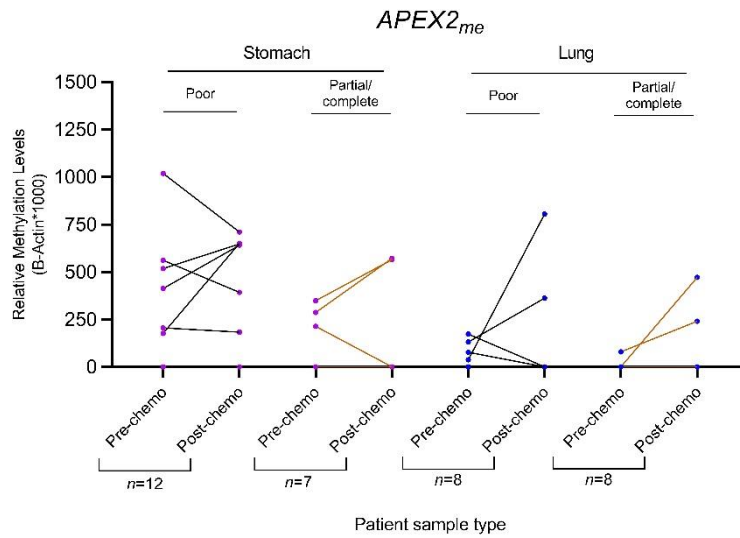 APEX2me
Stomach
Lung
Poor
Partial/
complete
Poor
Partial/
complete
Relative Methylation Levels
(B-Actin*1000)
1500
1250
1000
750
500
250
0
Pre-chemo
Post-chemo
Pre-chemo
Post-chemo
Pre-chemo
Post-chemo
Pre-chemo
Post-chemo
n=12
n=7
n=8
n=8
Patient sample type